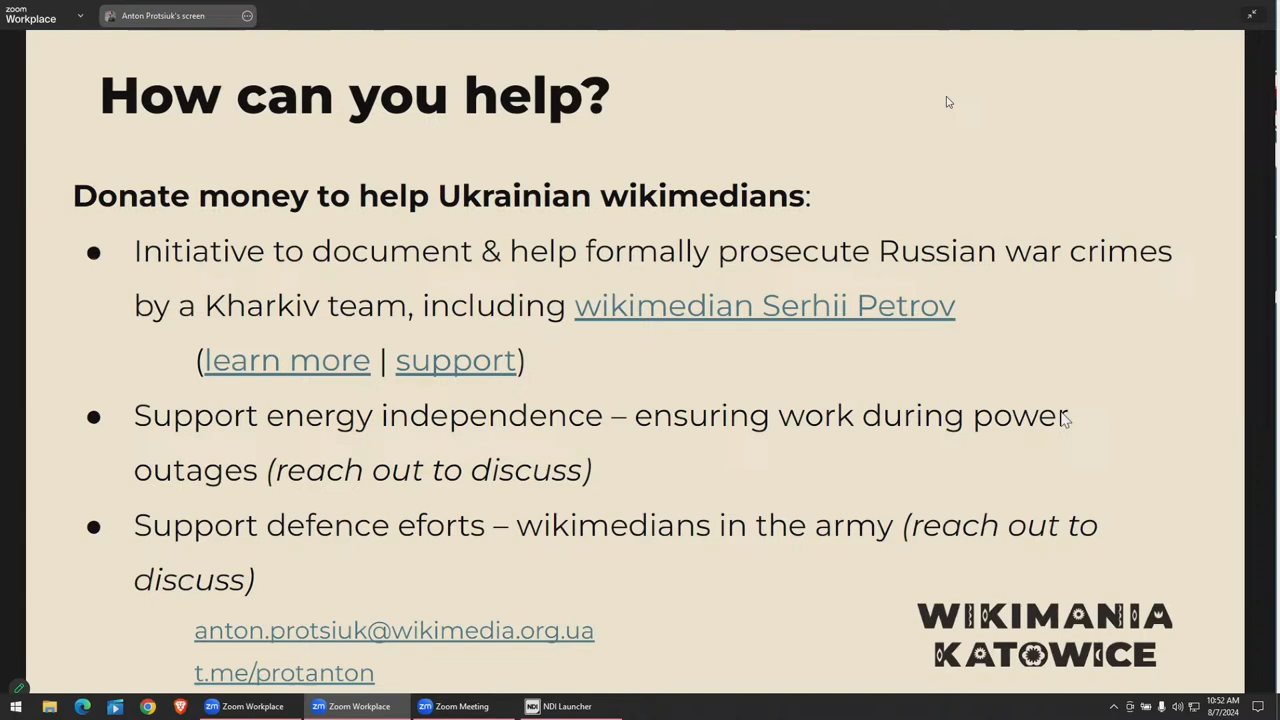 zoom
Workplace
Anton Protsiuk's screen
How can you help?
Donate money to help Ukrainian wikimedians:
● Initiative to document & help formally prosecute Russian war crimes
by a Kharkiv team, including wikimedian Serhii Petrov
(learn more | support)
● Support energy independence – ensuring work during power
outages (reach out to discuss)
● Support defence eforts – wikimedians in the army (reach out to
discuss)
anton.protsiuk@wikimedia.org.ua
t.me/protanton
WIKIMANIA
KATOWICE
zm Zoom Workplace
zm Zoom Workplace
zm Zoom Meeting
NDI NDI Launcher
10:52 AM
8/7/2024